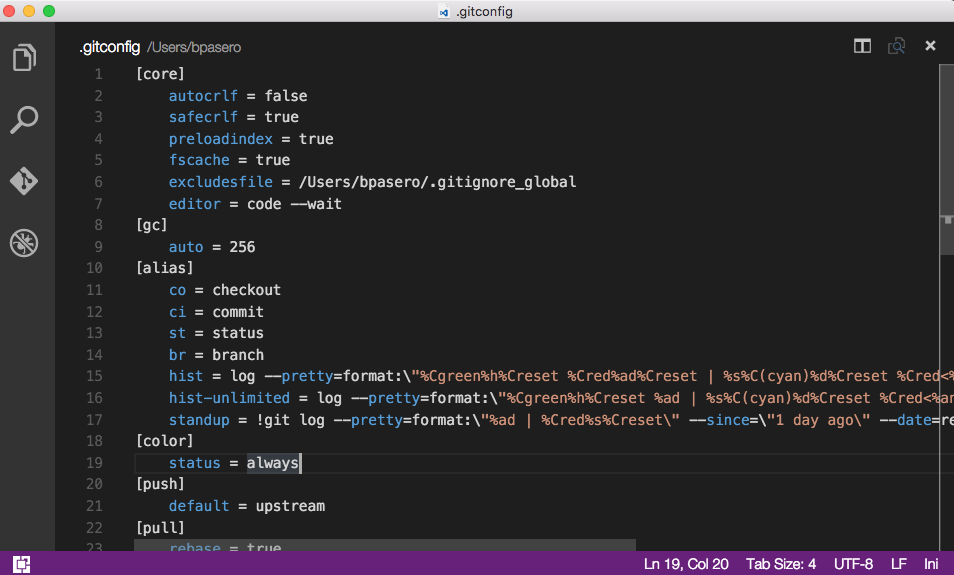 .gitconfig
.gitconfig /Users/bpasero
1 [core]
2 autocrlf = false
3 safecrlf = true
4 preloadindex = true
5 fscache = true
6 excludesfile = /Users/bpasero/.gitignore_global
7 editor = code --wait
8 [gc]
9 auto = 256
10 [alias]
11 co = checkout
12 ci = commit
13 st = status
14 br = branch
15 hist = log --pretty=format:\"%Cgreen%h%Creset %Cred%ad%Creset | %s%C(cyan)%d%Creset %Cred<%
16 hist-unlimited = log --pretty=format:\"%Cgreen%h%Creset %ad | %s%C(cyan)%d%Creset %Cred<%an
17 standup = !git log --pretty=format:\"%ad | %Cred%s%Creset\" --since=\"1 day ago\" --date=re
18 [color]
19 status = always
20 [push]
21 default = upstream
22 [pull]
23 rebase = true
Ln 19, Col 20 Tab Size: 4 UTF-8 LF Ini